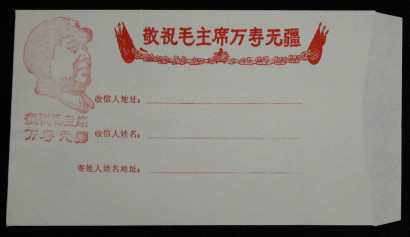 敬祝毛主席万寿无疆
收信人地址：
敬祝毛主席
万寿无疆
收信人姓名：
寄姓人姓名地址：